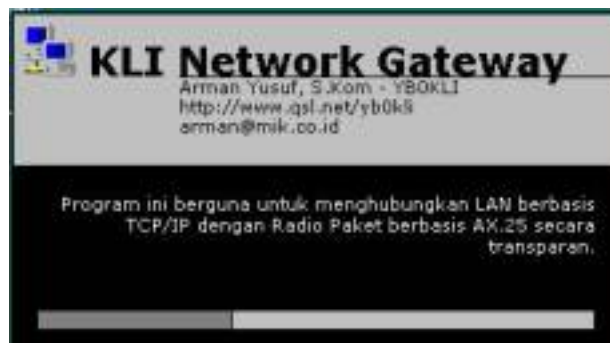 KLI Network Gateway
Arman Yusuf, S.Kom - YB0KLI
http://www.qsl.net/yb0kli
arman@mik.co.id
Program ini berguna untuk menghubungkan LAN berbasis
TCP/IP dengan Radio Paket berbasis AX.25 secara
transparan.